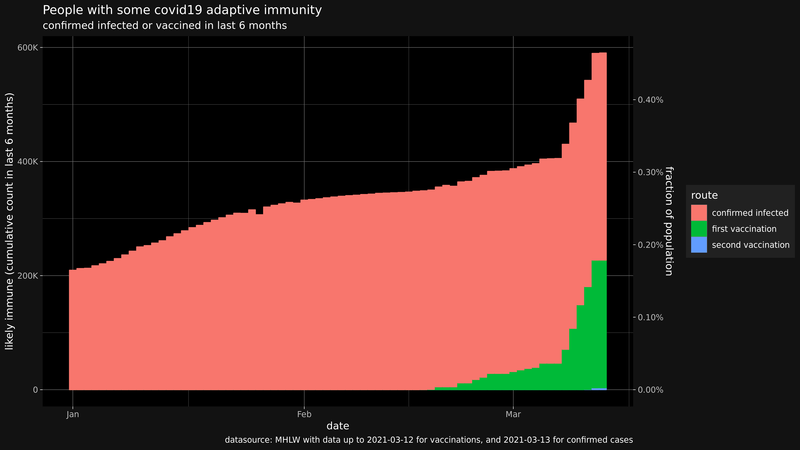 People with some covid19 adaptive immunity
confirmed infected or vaccined in last 6 months
likely immune (cumulative count in last 6 months)
600K
400K
200K
0
Jan
Feb
Mar
date
0.40%
0.30%
0.20%
0.10%
0.00%
fraction of population
route
confirmed infected
first vaccination
second vaccination
datasource: MHLW with data up to 2021-03-12 for vaccinations, and 2021-03-13 for confirmed cases